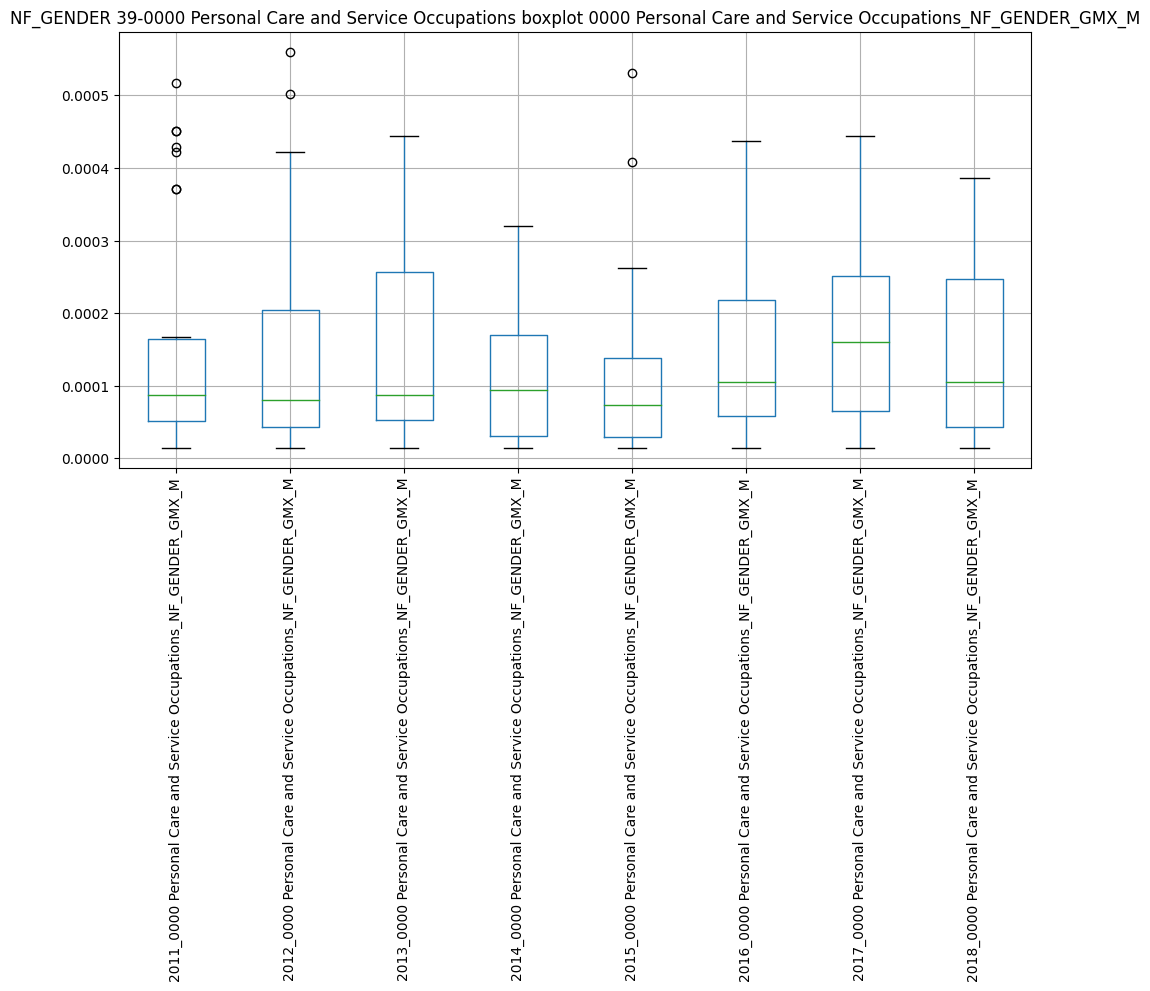 NF_GENDER 39-0000 Personal Care and Service Occupations boxplot 0000 Personal Care and Service Occupations_NF_GENDER_GMX_M
0.0005
0.0004
0.0003
0.0002
0.0001
0.0000
2011_0000 Personal Care and Service Occupations_NF_GENDER_GMX_M
2012_0000 Personal Care and Service Occupations_NF_GENDER_GMX_M
2013_0000 Personal Care and Service Occupations_NF_GENDER_GMX_M
2014_0000 Personal Care and Service Occupations_NF_GENDER_GMX_M
2015_0000 Personal Care and Service Occupations_NF_GENDER_GMX_M
2016_0000 Personal Care and Service Occupations_NF_GENDER_GMX_M
2017_0000 Personal Care and Service Occupations_NF_GENDER_GMX_M
2018_0000 Personal Care and Service Occupations_NF_GENDER_GMX_M